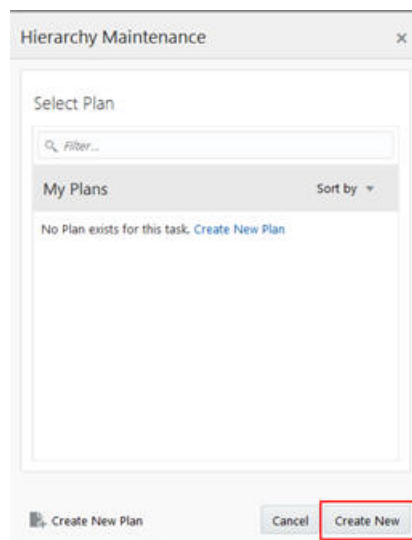 Hierarchy Maintenance ×
Select Plan
Filter...
My Plans Sort by
No Plan exists for this task. Create New Plan
Create New Plan Cancel Create New